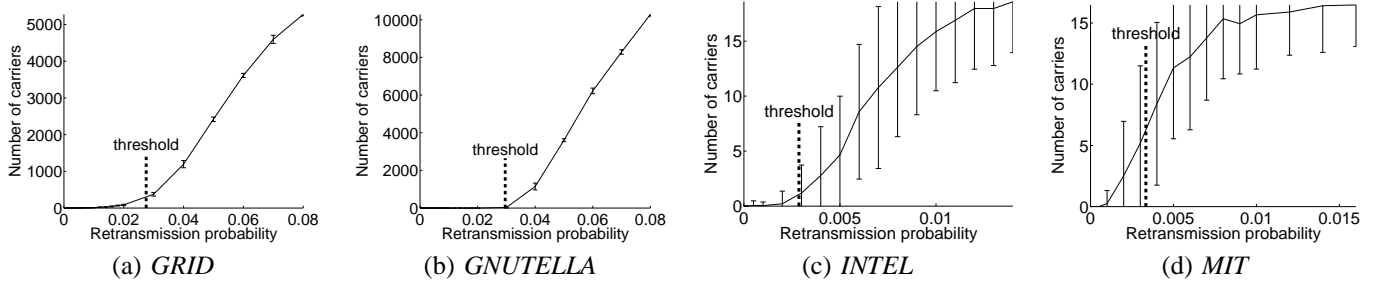 5000
4000
3000
2000
1000
0
Number of carriers
threshold
0
0.02
0.04
0.06
0.08
Retransmission probability
(a) GRID
10000
8000
6000
4000
2000
0
Number of carriers
threshold
0
0.02
0.04
0.06
0.08
Retransmission probability
(b) GNUTELLA
15
10
5
0
Number of carriers
threshold
0
0.005
0.01
Retransmission probability
(c) INTEL
15
10
5
0
Number of carriers
threshold
0
0.005
0.01
0.015
Retransmission probability
(d) MIT